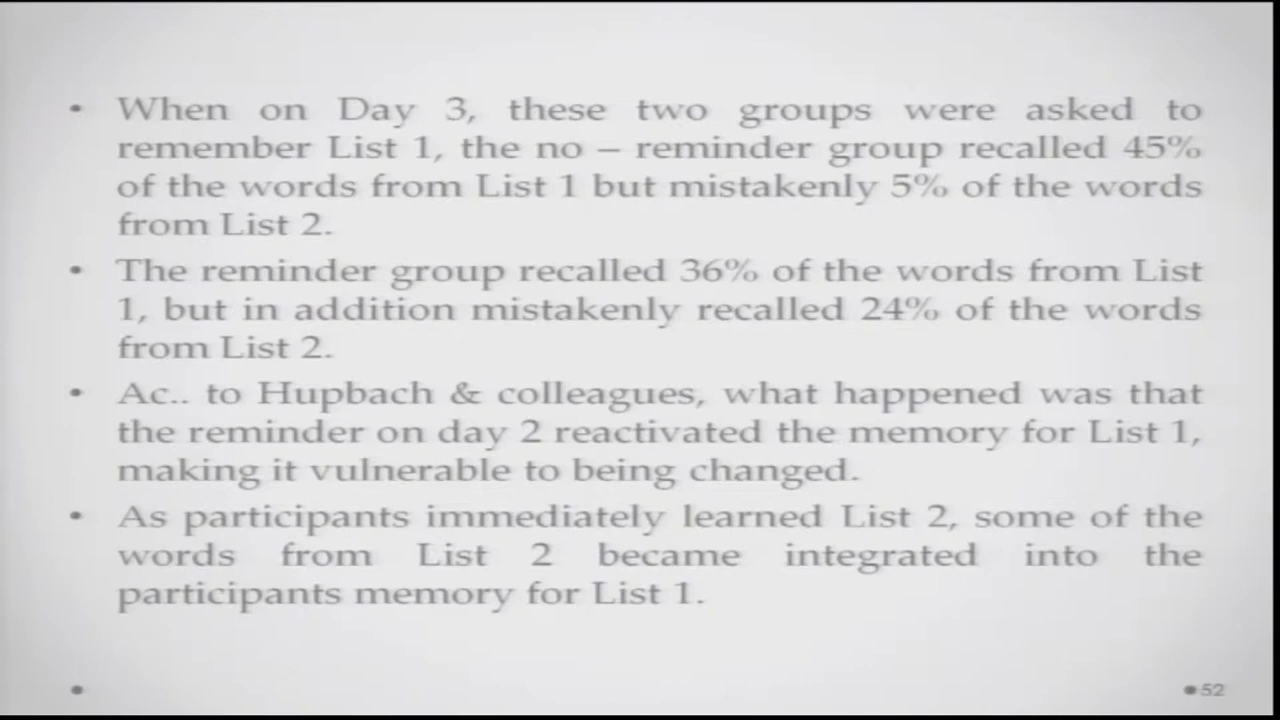 • When on Day 3, these two groups were asked to
remember List 1, the no – reminder group recalled 45%
of the words from List 1 but mistakenly 5% of the words
from List 2.
• The reminder group recalled 36% of the words from List
1, but in addition mistakenly recalled 24% of the words
from List 2.
• Ac.. to Hupbach & colleagues, what happened was that
the reminder on day 2 reactivated the memory for List 1,
making it vulnerable to being changed.
• As participants immediately learned List 2, some of the
words from List 2 became integrated into the
participants memory for List 1.
• 52